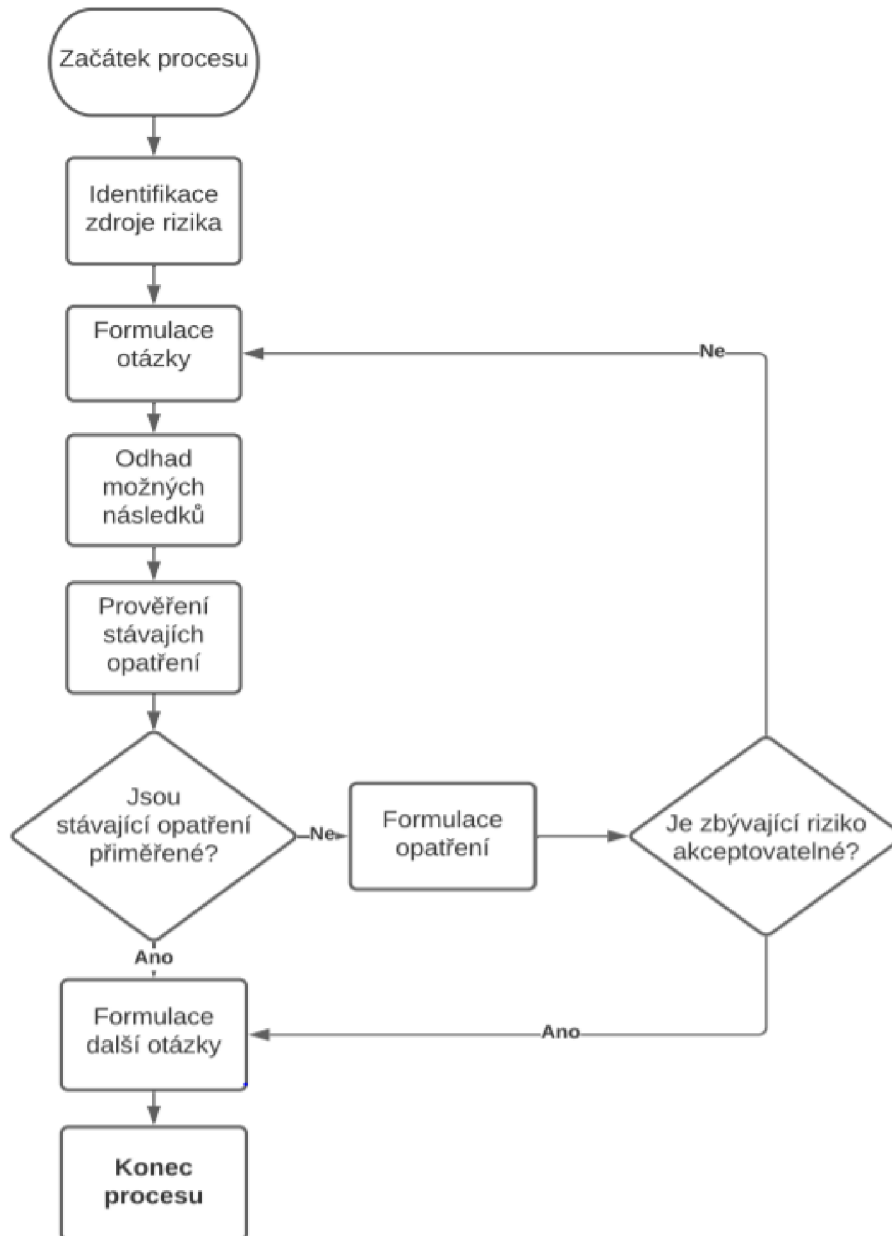 Začátek procesu
Identifikace
zdroje rizika
Formulace
otázky
Ne
Odhad
možných
následků
Prověření
stávajích
opatření
Jsou
stávající opatření
přiměřené?
Ne
Formulace
opatření
Je zbývající riziko
akceptovatelné?
Ano
Formulace
další otázky
Ano
Konec
procesu